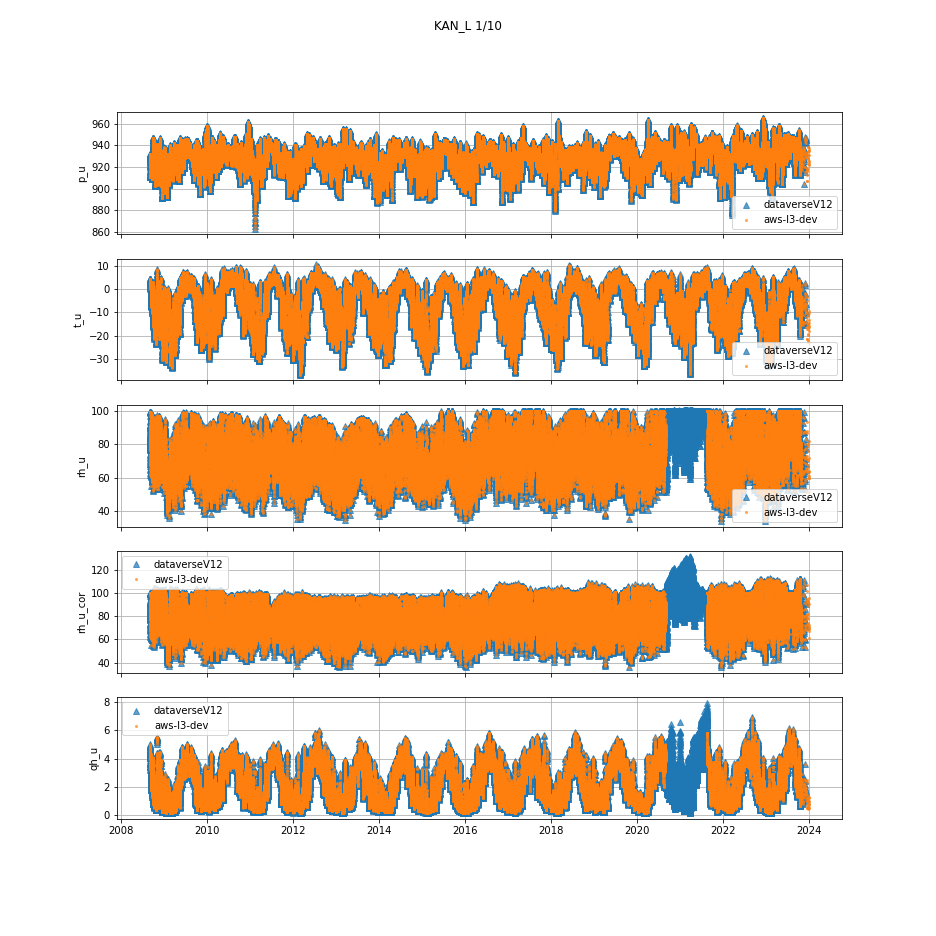 KAN_L 1/10
960
940
920
900
880
860
p_u
dataverseV12
aws-l3-dev
10
0
−10
−20
−30
t_u
dataverseV12
aws-l3-dev
100
80
60
40
rh_u
dataverseV12
aws-l3-dev
120
100
80
60
40
rh_u_cor
dataverseV12
aws-l3-dev
8
6
4
2
0
qh_u
dataverseV12
aws-l3-dev
2008 2010 2012 2014 2016 2018 2020 2022 2024